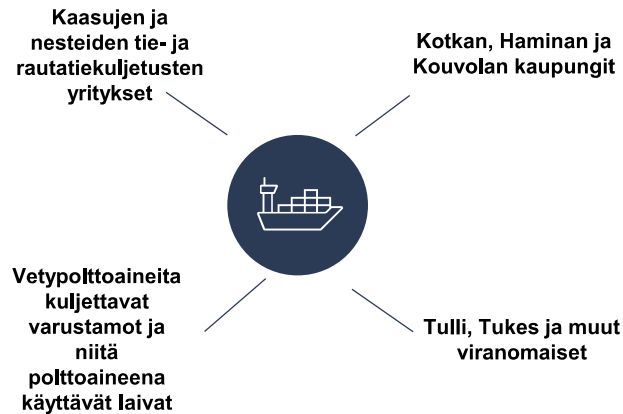 Kaasujen ja
nesteiden tie- ja
rautatiekuljetusten
yritykset
Kotkan, Haminan ja
Kouvolan kaupungit
Vetypolttoaineita
kuljettavat
varustamot ja
niitä
polttoaineena
käyttävät laivat
Tulli, Tukes ja muut
viranomaiset